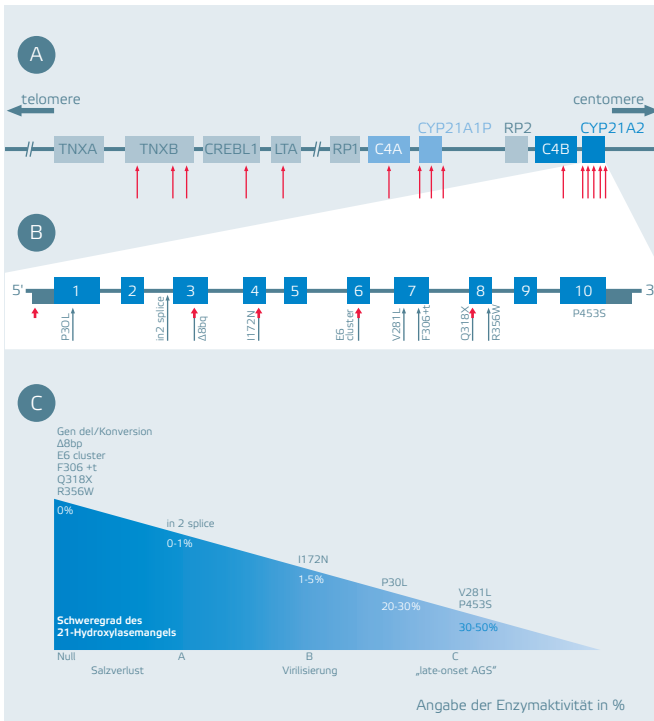 A
telomere
centomere
CYP21A1P
RP2
CYP21A2
//
TNXA
TNXB
CREBL1
LTA
//
RP1
C4A
C4B
B
5'
1
2
3
4
5
6
7
8
9
10
3
P30L
in2 splice
Δ8bq
I172N
E6
cluster
V281L
F306+t
Q318X
R356W
P453S
C
Gen del/Konversion
Δ8bp
E6 cluster
F306 +t
Q318X
R356W
0%
in 2 splice
0-1%
I172N
1-5%
P30L
20-30%
V281L
P453S
30-50%
Schweregrad des
21-Hydroxylasemangels
Null
A
B
C
Salzverlust
Virilisierung
„late-onset AGS"
Angabe der Enzymaktivität in %